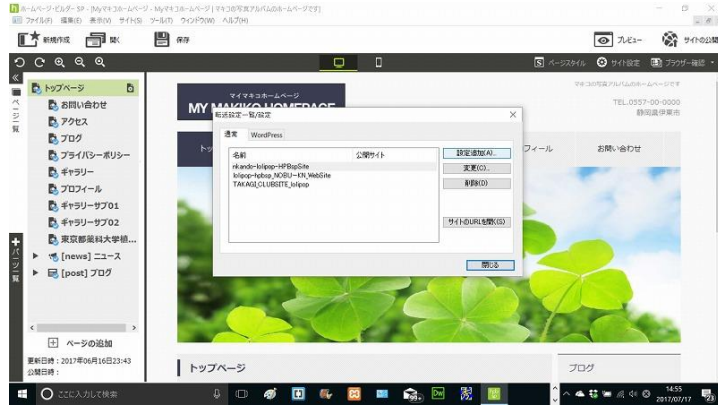 ホームページ・ビルダー SP - [Myマキコホームページ - Myマキコホームページ | マキコの写真アルバムのホームページです]
ファイル(F) 編集(E) 表示(V) サイト(S) ツール(T) ウィンドウ(W) ヘルプ(H)
新規作成 開く 保存 プレビュー サイトの公開
ページスタイル サイト設定 ブラウザー確認
ページ一覧
トップページ
お問い合わせ
アクセス
ブログ
プライバシーポリシー
ギャラリー
プロフィール
ギャラリーサブ01
ギャラリーサブ02
東京都薬科大学植...
[news] ニュース
[post] ブログ
パーツ一覧
ページの追加
更新日時：2017年06月16日23:43
公開日時：
マキコの写真アルバムのホームページです
マイマキコホームページ
MY MAKIKO HOMEPAGE
TEL.0557-00-0000
静岡県伊東市
フィール お問い合わせ
転送設定一覧/設定
通常 WordPress
名前 公開サイト
nkando-lolipop-HPBspSite
lolipop-hpbsp_NOBU-KN_WebSite
TAKAGI_CLUBSITE_lolipop
設定追加(A)...
変更(C)...
削除(D)
サイトのURLを開く(S)
閉じる
トップページ
ブログ
ここに入力して検索
99+
Dw
14:55
2017/07/17
23